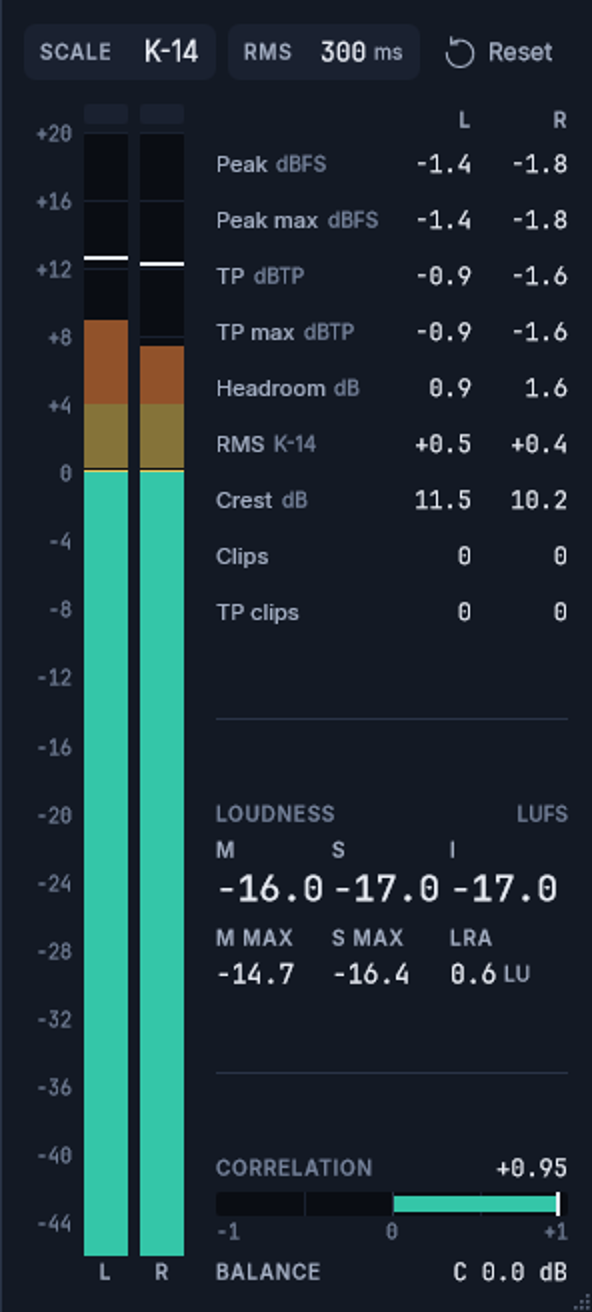 SCALE K-14 RMS 300 ms Reset
L R
+20
Peak dBFS -1.4 -1.8
+16
Peak max dBFS -1.4 -1.8
+12
TP dBTP -0.9 -1.6
+8
TP max dBTP -0.9 -1.6
Headroom dB 0.9 1.6
+4
RMS K-14 +0.5 +0.4
0
Crest dB 11.5 10.2
-4
Clips 0 0
-8
TP clips 0 0
-12
-16
-20
LOUDNESS LUFS
M S I
-24
-16.0 -17.0 -17.0
-28
M MAX S MAX LRA
-14.7 -16.4 0.6 LU
-32
-36
-40
CORRELATION +0.95
-44
-1 0 +1
L R
BALANCE C 0.0 dB